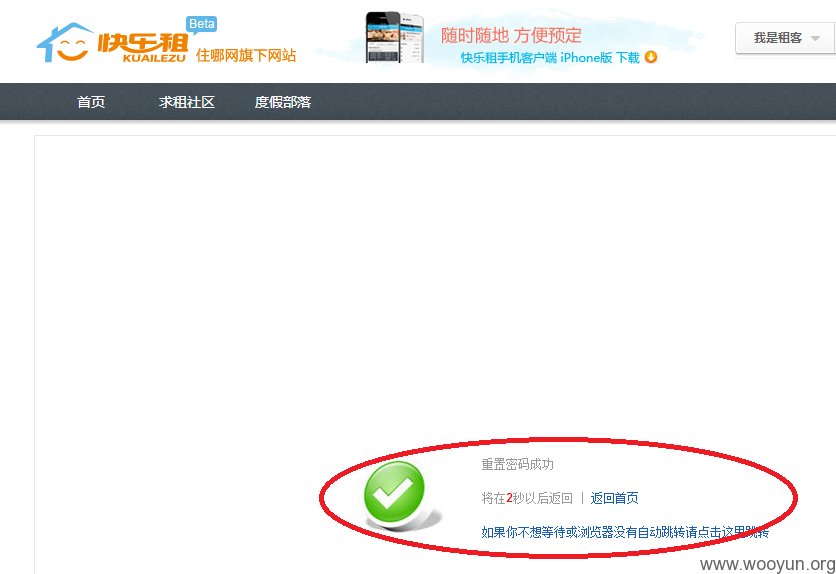 Beta
快乐租
KUAILEZU
住哪网旗下网站
随时随地 方便预定
快乐租手机客户端 iPhone版 下载
我是租客
首页 求租社区 度假部落
重置密码成功
将在2秒以后返回 | 返回首页
如果你不想等待或浏览器没有自动跳转请点击这里跳转
www.wooyun.org